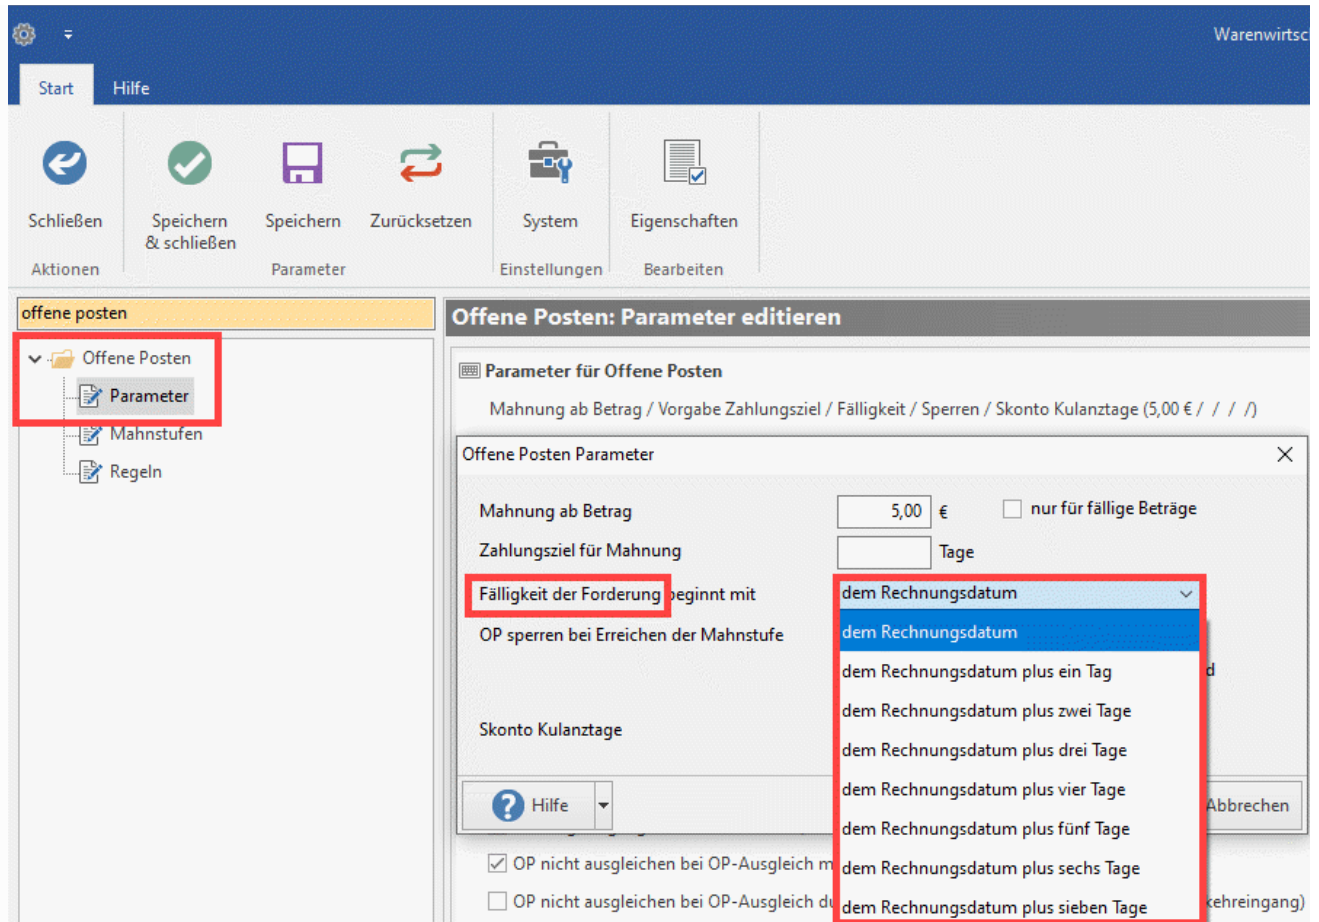 Warenwirtsc
Start Hilfe
Schließen Speichern & schließen Speichern Zurücksetzen System Eigenschaften
Aktionen Parameter Einstellungen Bearbeiten
offene posten
Offene Posten
Parameter
Mahnstufen
Regeln
Offene Posten: Parameter editieren
Parameter für Offene Posten
Mahnung ab Betrag / Vorgabe Zahlungsziel / Fälligkeit / Sperren / Skonto Kulanztage (5,00 € / / / /)
Offene Posten Parameter
Mahnung ab Betrag 5,00 € nur für fällige Beträge
Zahlungsziel für Mahnung Tage
Fälligkeit der Forderung beginnt mit dem Rechnungsdatum
OP sperren bei Erreichen der Mahnstufe
Skonto Kulanztage
dem Rechnungsdatum
dem Rechnungsdatum plus ein Tag
dem Rechnungsdatum plus zwei Tage
dem Rechnungsdatum plus drei Tage
dem Rechnungsdatum plus vier Tage
dem Rechnungsdatum plus fünf Tage
dem Rechnungsdatum plus sechs Tage
dem Rechnungsdatum plus sieben Tage
d
Hilfe Abbrechen
OP nicht ausgleichen bei OP-Ausgleich m
OP nicht ausgleichen bei OP-Ausgleich du kehreingang)